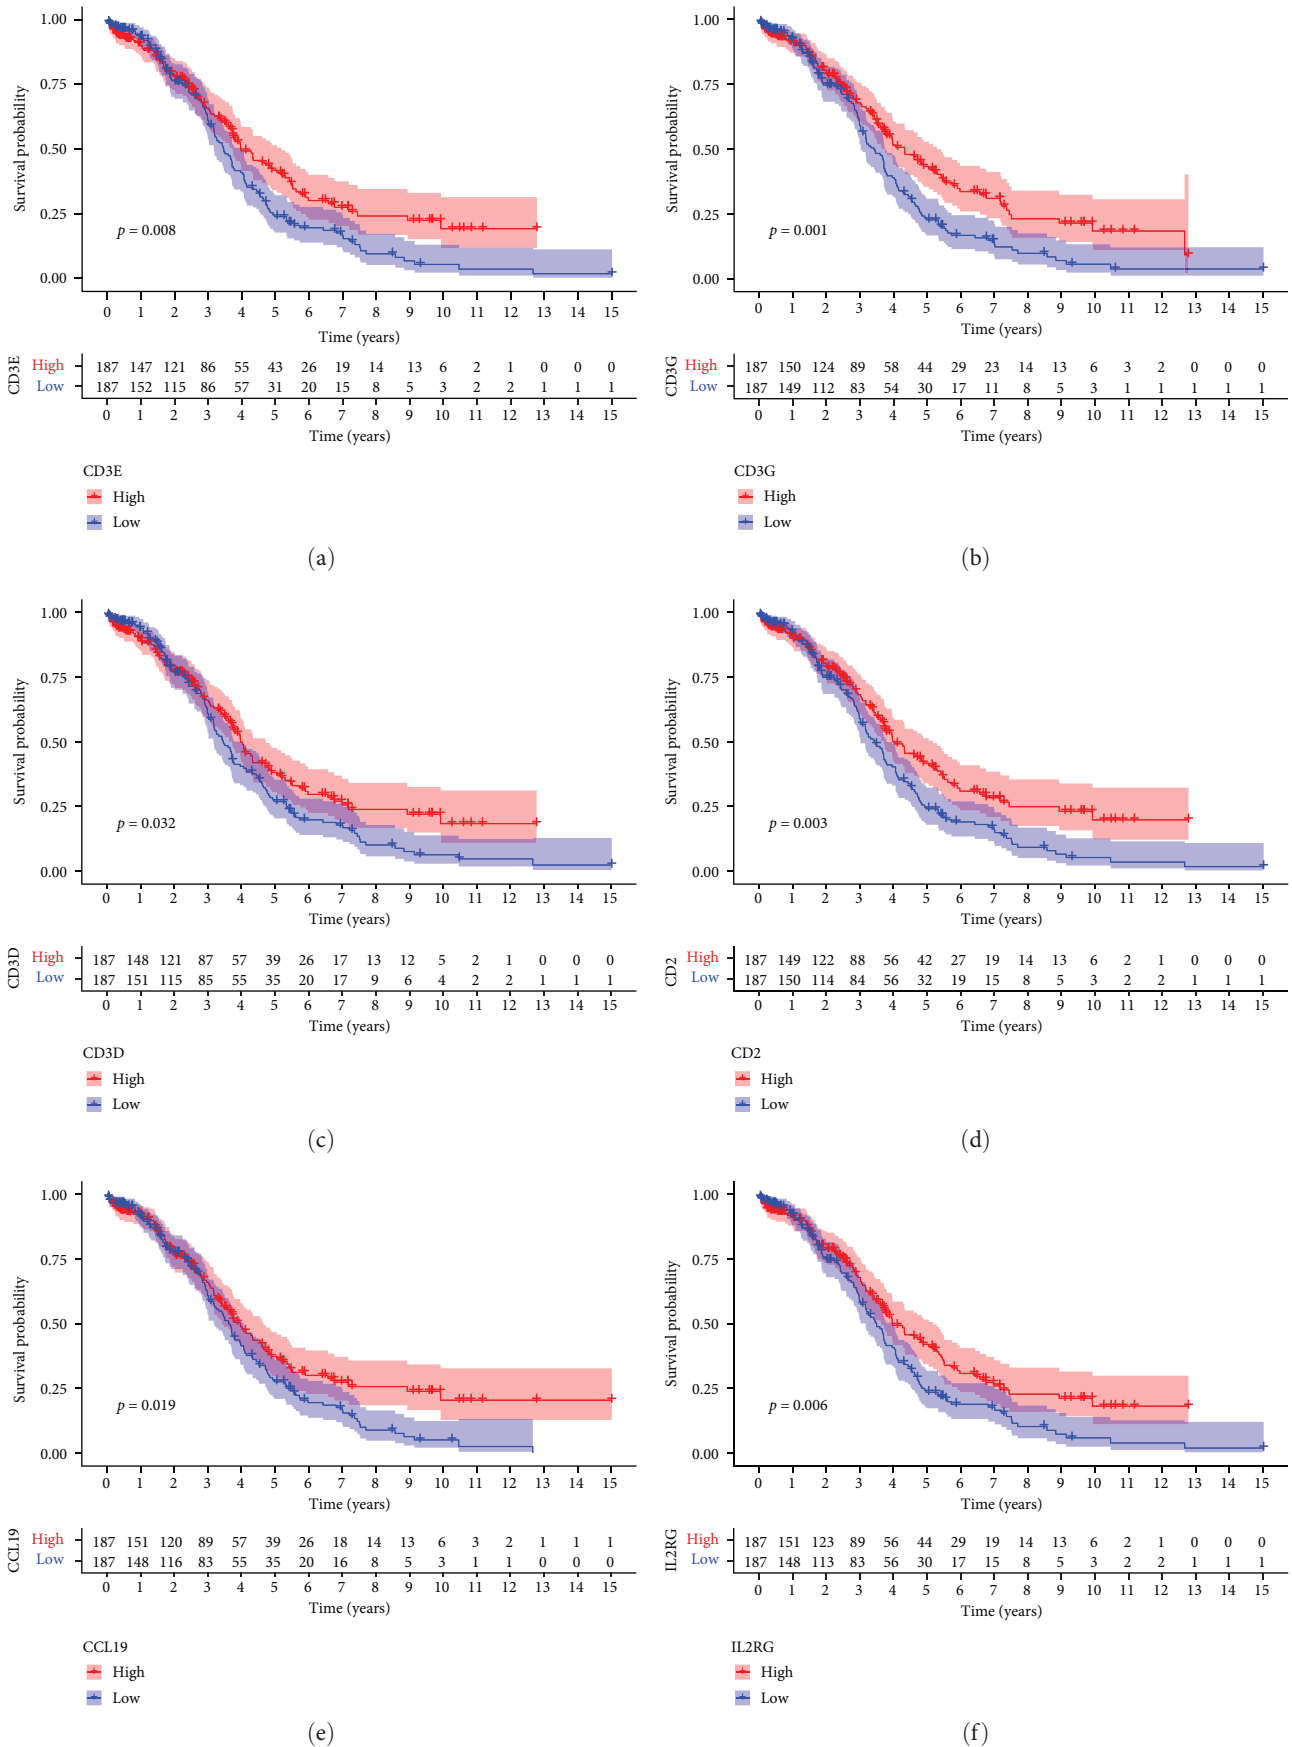 1.00
0.75
0.50
0.25
0.00
Survival probability
p = 0.008
0 1 2 3 4 5 6 7 8 9 10 11 12 13 14 15
Time (years)
CD3E
High 187 147 121 86 55 43 26 19 14 13 6 2 1 0 0 0
Low 187 152 115 86 57 31 20 15 8 5 3 2 2 1 1 1
0 1 2 3 4 5 6 7 8 9 10 11 12 13 14 15
Time (years)
CD3E
High
Low
(a)
1.00
0.75
0.50
0.25
0.00
Survival probability
p = 0.001
0 1 2 3 4 5 6 7 8 9 10 11 12 13 14 15
Time (years)
CD3G
High 187 150 124 89 58 44 29 23 14 13 6 3 2 0 0 0
Low 187 149 112 83 54 30 17 11 8 5 3 1 1 1 1 1
0 1 2 3 4 5 6 7 8 9 10 11 12 13 14 15
Time (years)
CD3G
High
Low
(b)
1.00
0.75
0.50
0.25
0.00
Survival probability
p = 0.032
0 1 2 3 4 5 6 7 8 9 10 11 12 13 14 15
Time (years)
CD3D
High 187 148 121 87 57 39 26 17 13 12 5 2 1 0 0 0
Low 187 151 115 85 55 35 20 17 9 6 4 2 2 1 1 1
0 1 2 3 4 5 6 7 8 9 10 11 12 13 14 15
Time (years)
CD3D
High
Low
(c)
1.00
0.75
0.50
0.25
0.00
Survival probability
p = 0.003
0 1 2 3 4 5 6 7 8 9 10 11 12 13 14 15
Time (years)
CD2
High 187 149 122 88 56 42 27 19 14 13 6 2 1 0 0 0
Low 187 150 114 84 56 32 19 15 8 5 3 2 2 1 1 1
0 1 2 3 4 5 6 7 8 9 10 11 12 13 14 15
Time (years)
CD2
High
Low
(d)
1.00
0.75
0.50
0.25
0.00
Survival probability
p = 0.019
0 1 2 3 4 5 6 7 8 9 10 11 12 13 14 15
Time (years)
CCL19
High 187 151 120 89 57 39 26 18 14 13 6 3 2 1 1 1
Low 187 148 116 83 55 35 20 16 8 5 3 1 1 0 0 0
0 1 2 3 4 5 6 7 8 9 10 11 12 13 14 15
Time (years)
CCL19
High
Low
(e)
1.00
0.75
0.50
0.25
0.00
Survival probability
p = 0.006
0 1 2 3 4 5 6 7 8 9 10 11 12 13 14 15
Time (years)
IL2RG
High 187 151 123 89 56 44 29 19 14 13 6 2 1 0 0 0
Low 187 148 113 83 56 30 17 15 8 5 3 2 2 1 1 1
0 1 2 3 4 5 6 7 8 9 10 11 12 13 14 15
Time (years)
IL2RG
High
Low
(f)